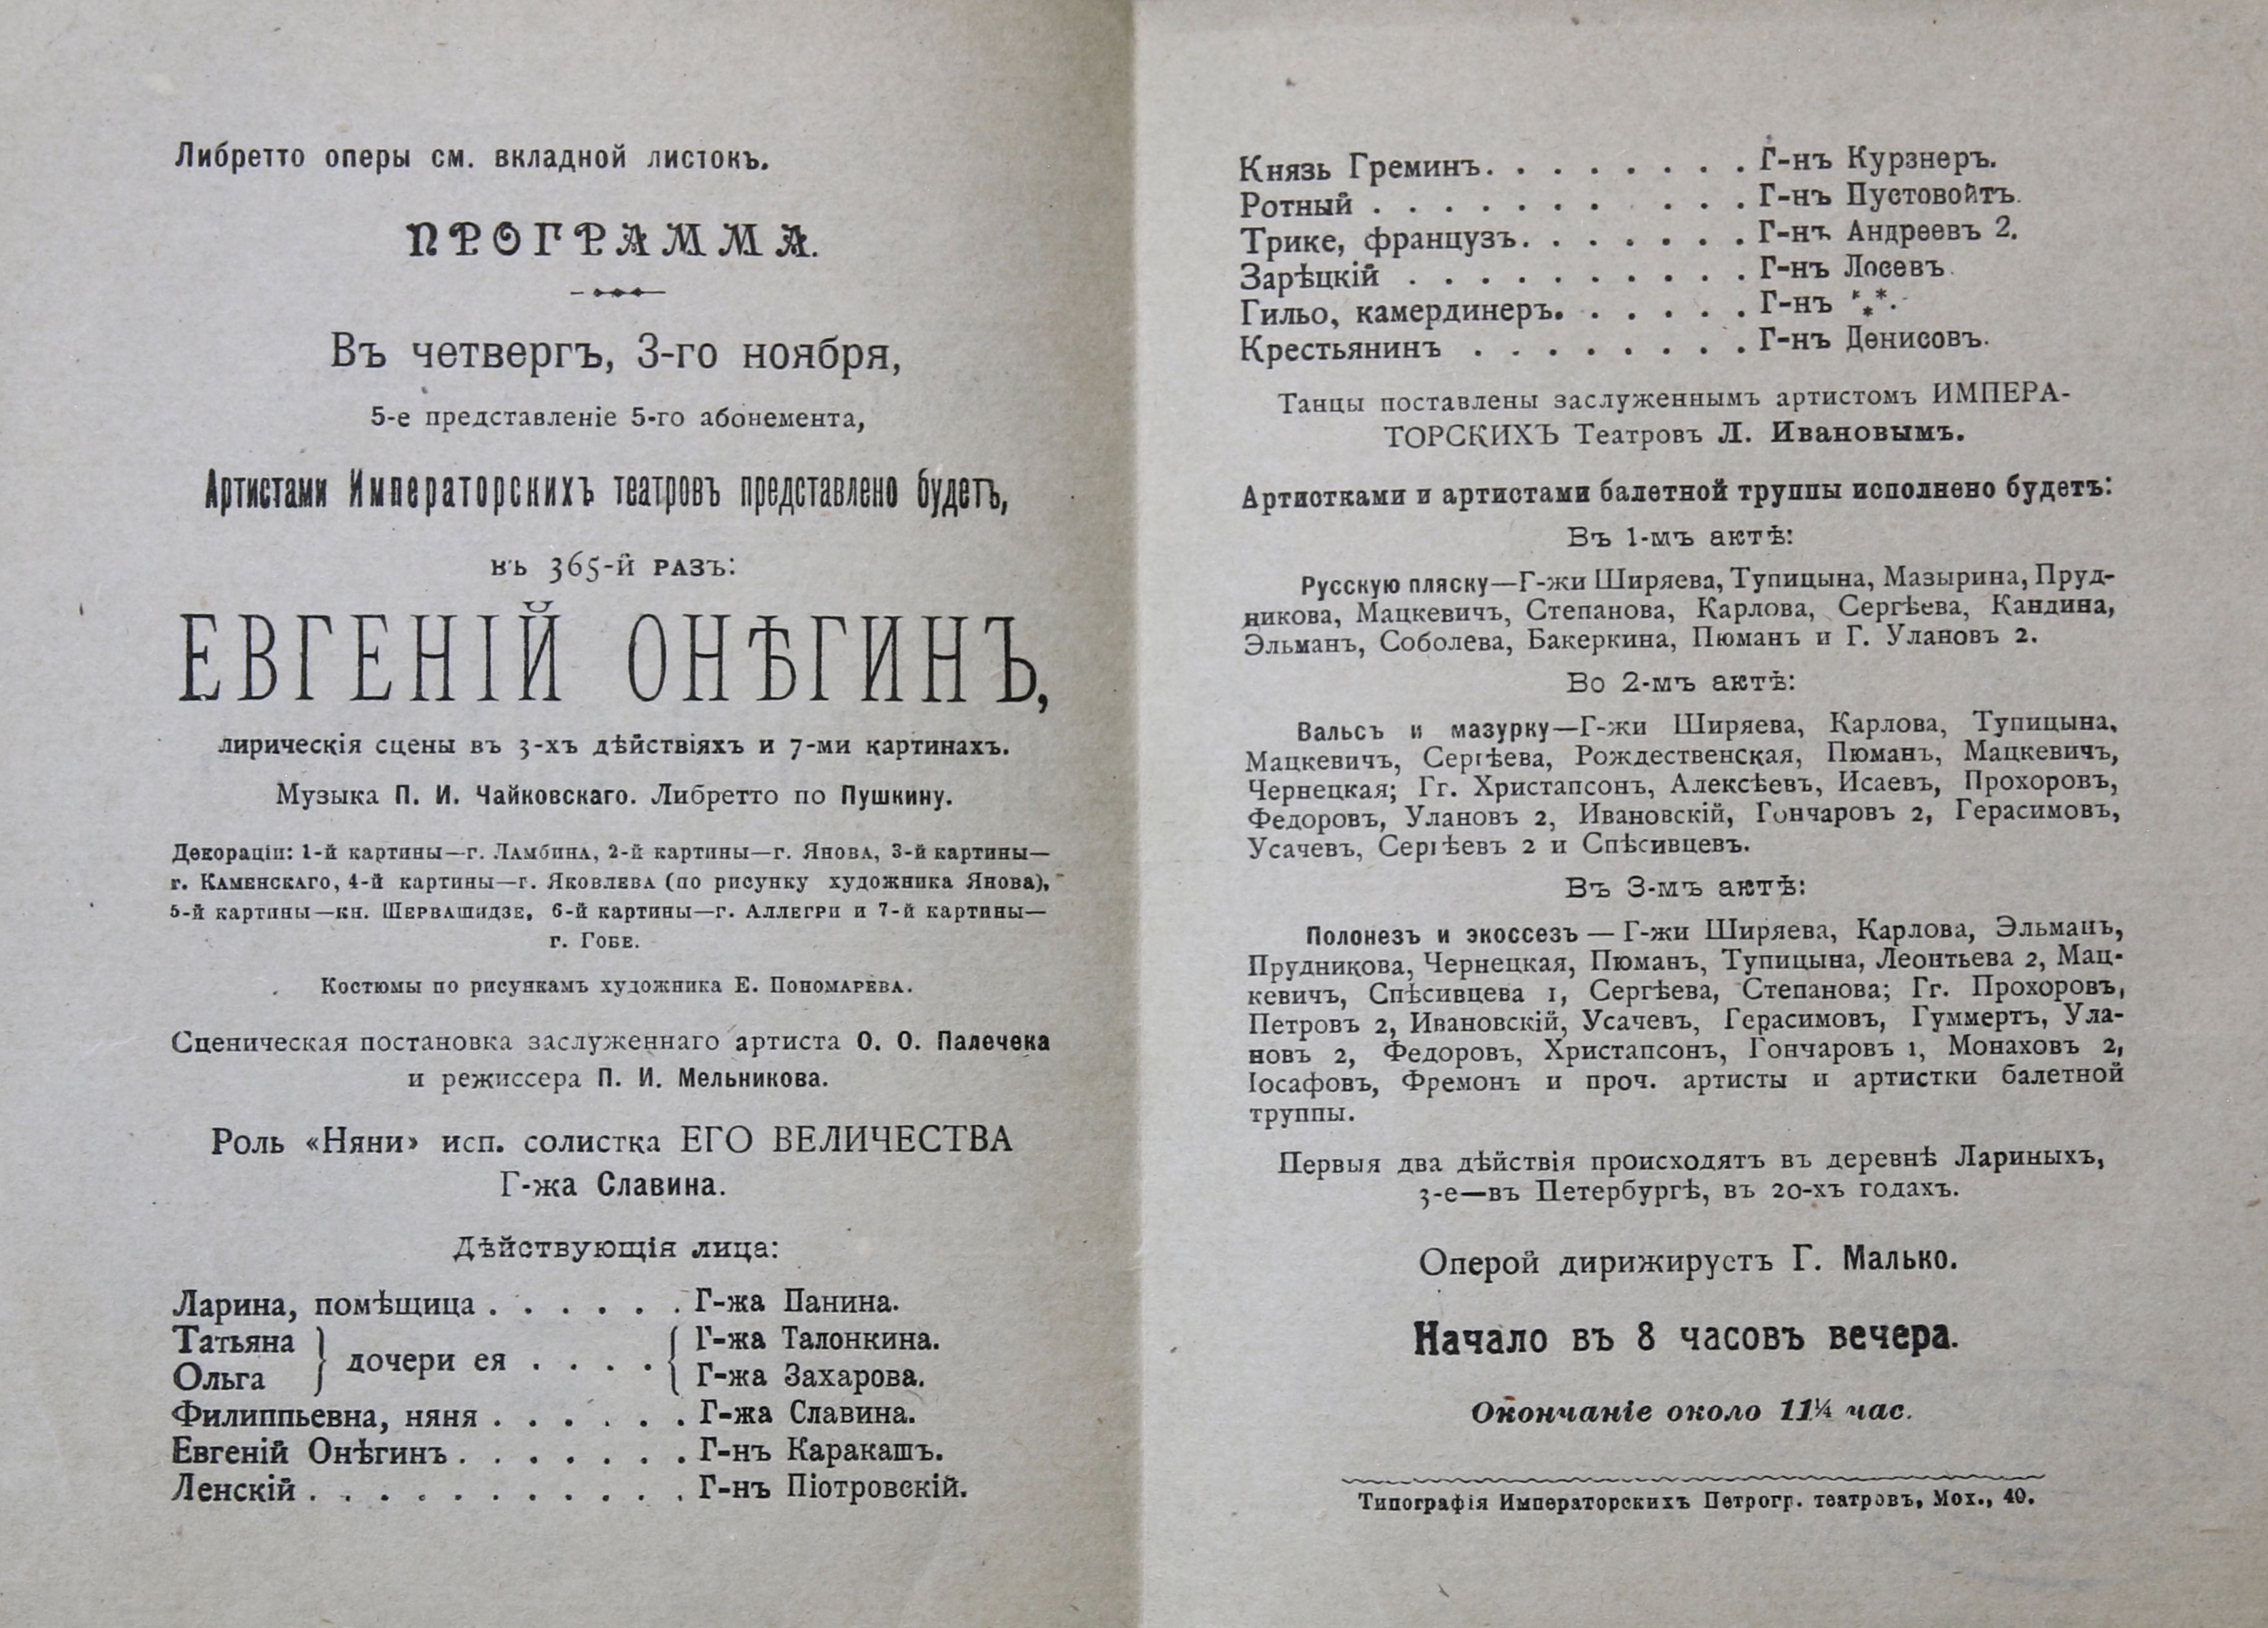 Либретто оперы см. вкладной листокъ.
ПРОГРАММА.
Въ четвергъ, 3-го ноября,
5-е представленіе 5-го абонемента,
Артистами Императорскихъ театровъ представлено будетъ,
въ 365-й разъ:
ЕВГЕНІЙ ОНѢГИНЪ,
лирическія сцены въ 3-хъ дѣйствіяхъ и 7-ми картинахъ.
Музыка П. И. Чайковскаго. Либретто по Пушкину.
Декораціи: 1-й картины—г. Ламбина, 2-й картины—г. Янова, 3-й картины—
г. Каменскаго, 4-й картины—г. Яковлева (по рисунку художника Янова),
5-й картины—кн. Шервашидзе, 6-й картины—г. Аллегри и 7-й картины—
г. Гобе.
Костюмы по рисункамъ художника Е. Пономарева.
Сценическая постановка заслуженнаго артиста О. О. Палечека
и режиссера П. И. Мельникова.
Роль «Няни» исп. солистка ЕГО ВЕЛИЧЕСТВА
Г-жа Славина.
Дѣйствующія лица:
Ларина, помѣщица . . . . . . Г-жа Панина.
Татьяна } дочери ея . . . . { Г-жа Талонкина.
Ольга } { Г-жа Захарова.
Филиппьевна, няня . . . . . . Г-жа Славина.
Евгеній Онѣгинъ . . . . . . . Г-нъ Каракашъ.
Ленскій . . . . . . . . . . . Г-нъ Піотровскій.
Князь Греминъ. . . . . . . . Г-нъ Курзнеръ.
Ротный . . . . . . . . . . Г-нъ Пустовойтъ.
Трике, французъ. . . . . . . Г-нъ Андреевъ 2.
Зарѣцкій . . . . . . . . . . Г-нъ Лосевъ.
Гильо, камердинеръ. . . . . . Г-нъ ***.
Крестьянинъ . . . . . . . . Г-нъ Денисовъ.
Танцы поставлены заслуженнымъ артистомъ ИМПЕРА-
ТОРСКИХЪ Театровъ Л. Ивановымъ.
Артистками и артистами балетной труппы исполнено будетъ:
Въ 1-мъ актѣ:
Русскую пляску—Г-жи Ширяева, Тупицына, Мазырина, Пруд-
никова, Мацкевичъ, Степанова, Карлова, Сергѣева, Кандина,
Эльманъ, Соболева, Бакеркина, Пюманъ и Г. Улановъ 2.
Во 2-мъ актѣ:
Вальсъ и мазурку—Г-жи Ширяева, Карлова, Тупицына,
Мацкевичъ, Сергѣева, Рождественская, Пюманъ, Мацкевичъ,
Чернецкая; Гг. Христапсонъ, Алексѣевъ, Исаевъ, Прохоровъ,
Федоровъ, Улановъ 2, Ивановскій, Гончаровъ 2, Герасимовъ,
Усачевъ, Сергѣевъ 2 и Спѣсивцевъ.
Въ 3-мъ актѣ:
Полонезъ и экоссезъ — Г-жи Ширяева, Карлова, Эльманъ,
Прудникова, Чернецкая, Пюманъ, Тупицына, Леонтьева 2, Мац-
кевичъ, Спѣсивцева 1, Сергѣева, Степанова; Гг. Прохоровъ,
Петровъ 2, Ивановскій, Усачевъ, Герасимовъ, Гуммертъ, Ула-
новъ 2, Федоровъ, Христапсонъ, Гончаровъ 1, Монаховъ 2,
Іосафовъ, Фремонъ и проч. артисты и артистки балетной
труппы.
Первыя два дѣйствія происходятъ въ деревнѣ Лариныхъ,
3-е—въ Петербургѣ, въ 20-хъ годахъ.
Оперой дирижируетъ Г. Малько.
Начало въ 8 часовъ вечера.
Окончаніе около 11¼ час.
Типографія Императорскихъ Петрогр. театровъ, Мох., 40.